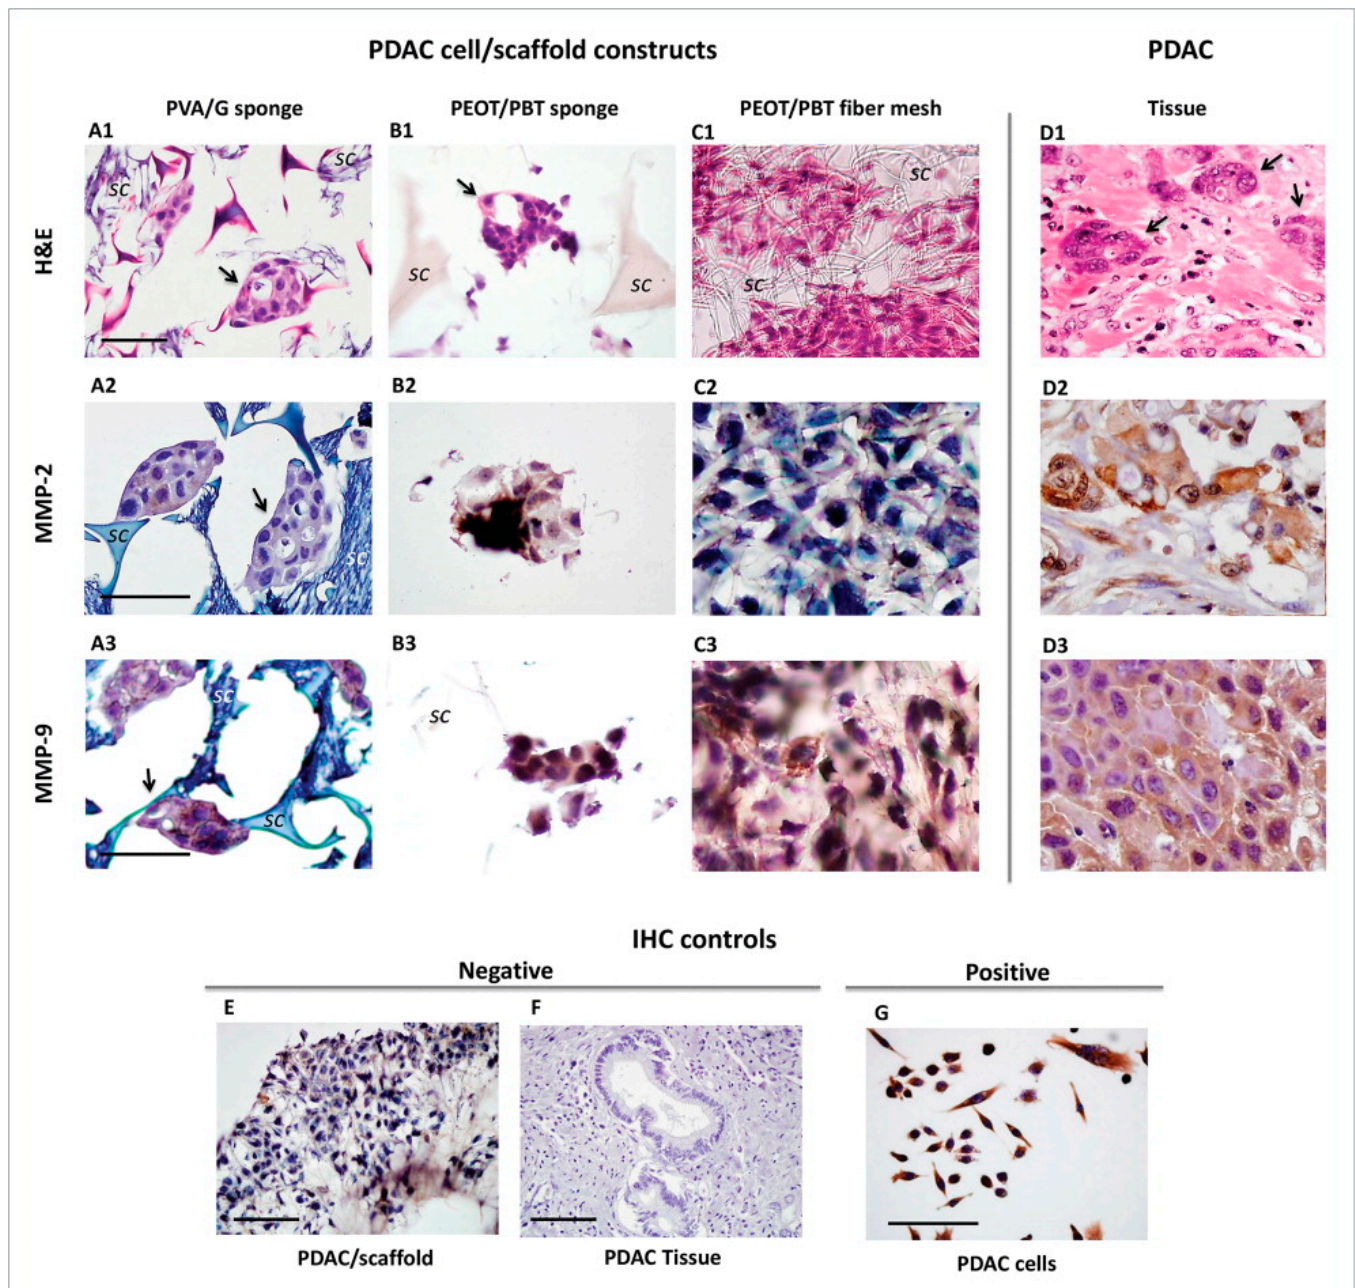 PDAC cell/scaffold constructs PDAC
PVA/G sponge PEOT/PBT sponge PEOT/PBT fiber mesh Tissue
A1 B1 C1 D1
H&E
SC SC SC
SC SC
SC
A2 B2 C2 D2
MMP-2
SC
SC
A3 B3 C3 D3
MMP-9
SC SC
SC
IHC controls
Negative Positive
E F G
PDAC/scaffold PDAC Tissue PDAC cells